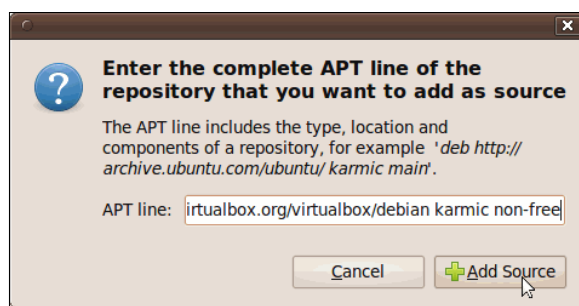 Enter the complete APT line of the
repository that you want to add as source
The APT line includes the type, location and
components of a repository, for example 'deb http://
archive.ubuntu.com/ubuntu/ karmic main'.
APT line: irtualbox.org/virtualbox/debian karmic non-free
Cancel Add Source